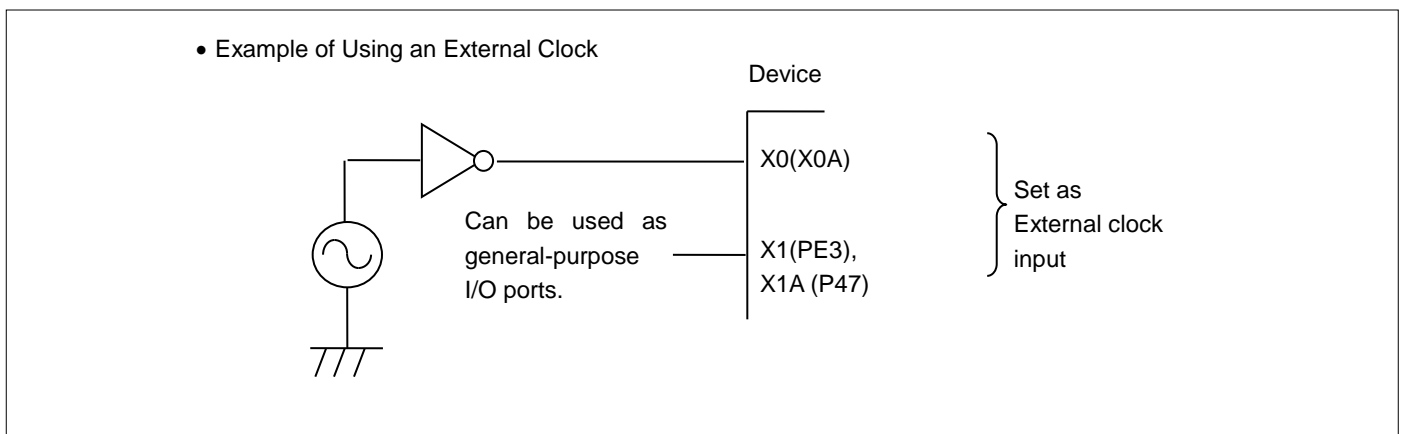 • Example of Using an External Clock
Device
X0(X0A)
Can be used as
general-purpose
I/O ports.
X1(PE3),
X1A (P47)
Set as
External clock
input